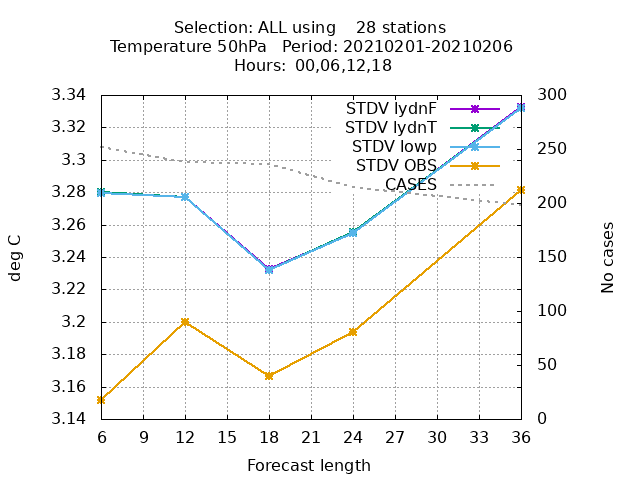 Selection: ALL using    28 stations
Temperature 50hPa   Period: 20210201-20210206
Hours:  00,06,12,18
STDV lydnF
STDV lydnT
STDV lowp
STDV OBS
CASES
3.34
3.32
3.3
3.28
3.26
3.24
3.22
3.2
3.18
3.16
3.14
300
250
200
150
100
50
0
deg C
No cases
6 9 12 15 18 21 24 27 30 33 36
Forecast length